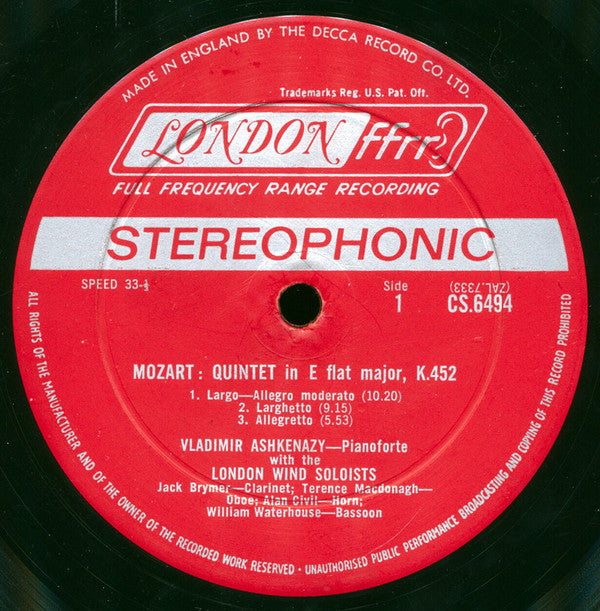 MADE IN ENGLAND BY THE DECCA RECORD CO. LTD.
Trademarks Reg. U.S. Pat. Off.
LONDON ffrr
FULL FREQUENCY RANGE RECORDING
STEREOPHONIC
SPEED 33-⅓
Side
1
(ZAL.7333)
CS.6494
MOZART: QUINTET in E flat major, K.452
1. Largo—Allegro moderato (10.20)
2. Larghetto (9.15)
3. Allegretto (5.53)
VLADIMIR ASHKENAZY—Pianoforte
with the
LONDON WIND SOLOISTS
Jack Brymer—Clarinet; Terence Macdonagh—
Oboe; Alan Civil—Horn;
William Waterhouse—Bassoon
ALL RIGHTS OF THE MANUFACTURER AND OF THE OWNER OF THE RECORDED WORK RESERVED · UNAUTHORISED PUBLIC PERFORMANCE BROADCASTING AND COPYING OF THIS RECORD PROHIBITED